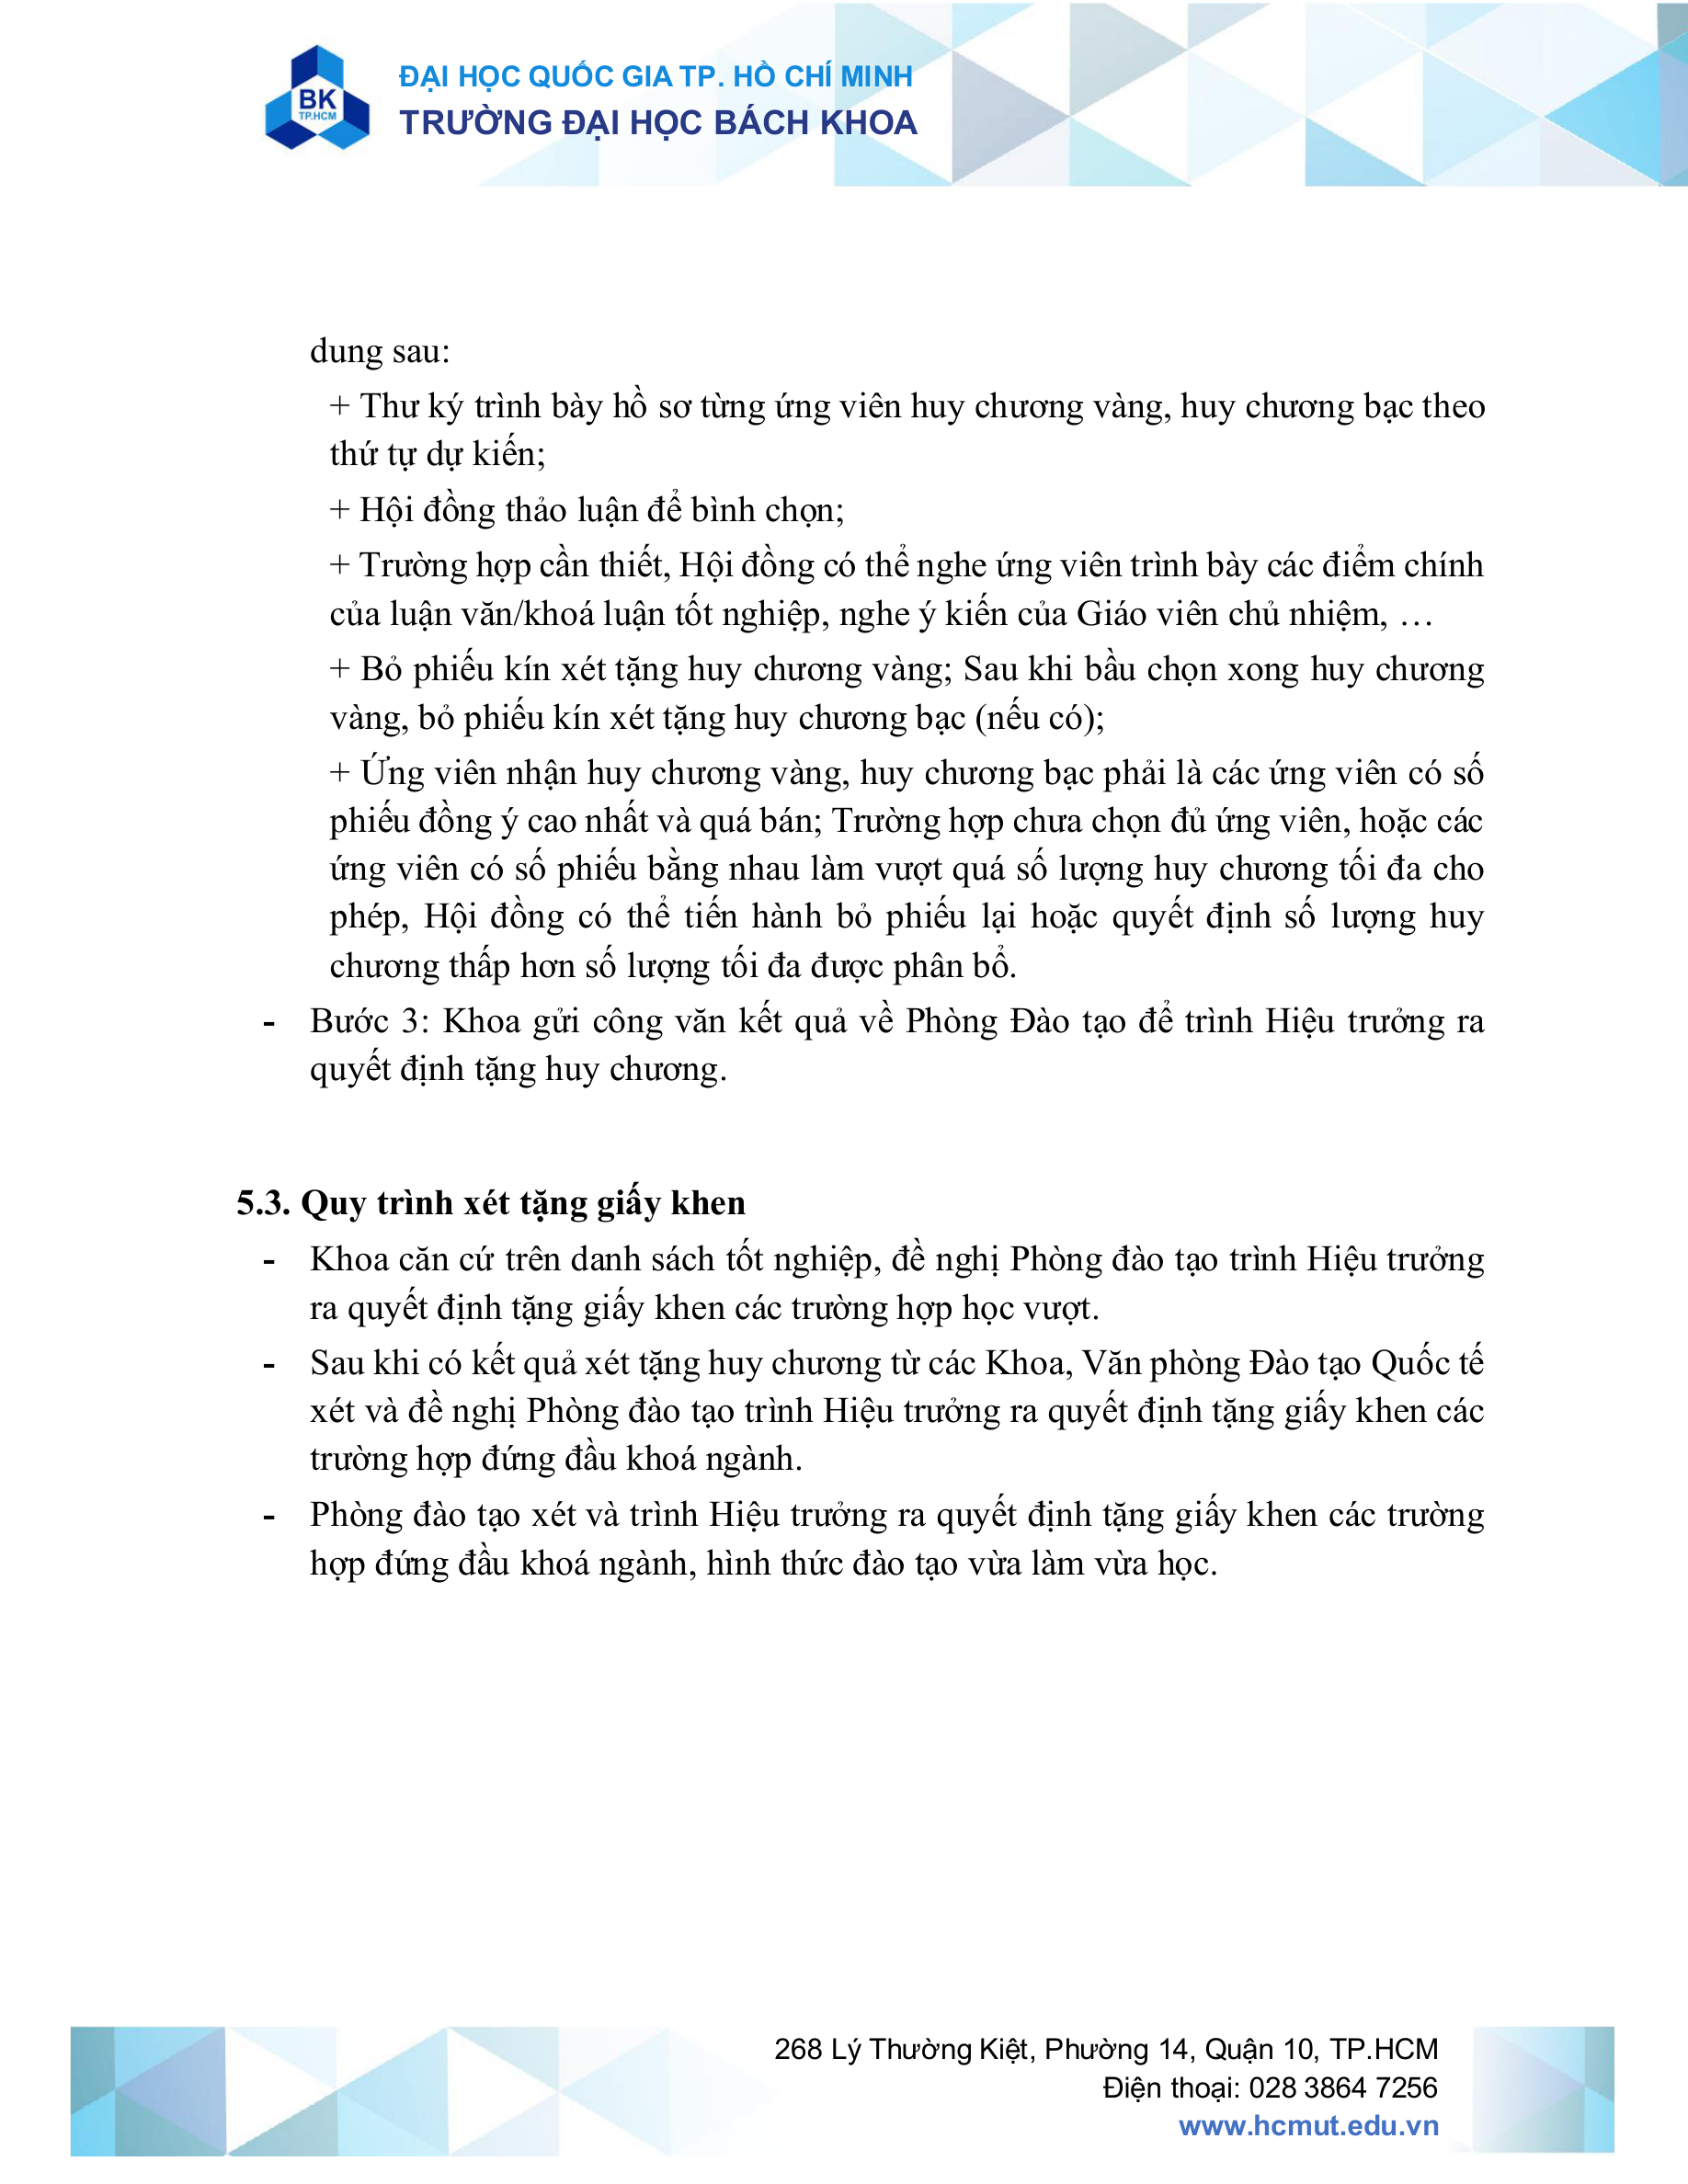 BK
TP.HCM
ĐẠI HỌC QUỐC GIA TP. HỒ CHÍ MINH
TRƯỜNG ĐẠI HỌC BÁCH KHOA
dung sau:
+ Thư ký trình bày hồ sơ từng ứng viên huy chương vàng, huy chương bạc theo
thứ tự dự kiến;
+ Hội đồng thảo luận để bình chọn;
+ Trường hợp cần thiết, Hội đồng có thể nghe ứng viên trình bày các điểm chính
của luận văn/khoá luận tốt nghiệp, nghe ý kiến của Giáo viên chủ nhiệm, …
+ Bỏ phiếu kín xét tặng huy chương vàng; Sau khi bầu chọn xong huy chương
vàng, bỏ phiếu kín xét tặng huy chương bạc (nếu có);
+ Ứng viên nhận huy chương vàng, huy chương bạc phải là các ứng viên có số
phiếu đồng ý cao nhất và quá bán; Trường hợp chưa chọn đủ ứng viên, hoặc các
ứng viên có số phiếu bằng nhau làm vượt quá số lượng huy chương tối đa cho
phép, Hội đồng có thể tiến hành bỏ phiếu lại hoặc quyết định số lượng huy
chương thấp hơn số lượng tối đa được phân bổ.
- Bước 3: Khoa gửi công văn kết quả về Phòng Đào tạo để trình Hiệu trưởng ra
quyết định tặng huy chương.
5.3. Quy trình xét tặng giấy khen
- Khoa căn cứ trên danh sách tốt nghiệp, đề nghị Phòng đào tạo trình Hiệu trưởng
ra quyết định tặng giấy khen các trường hợp học vượt.
- Sau khi có kết quả xét tặng huy chương từ các Khoa, Văn phòng Đào tạo Quốc tế
xét và đề nghị Phòng đào tạo trình Hiệu trưởng ra quyết định tặng giấy khen các
trường hợp đứng đầu khoá ngành.
- Phòng đào tạo xét và trình Hiệu trưởng ra quyết định tặng giấy khen các trường
hợp đứng đầu khoá ngành, hình thức đào tạo vừa làm vừa học.
268 Lý Thường Kiệt, Phường 14, Quận 10, TP.HCM
Điện thoại: 028 3864 7256
www.hcmut.edu.vn